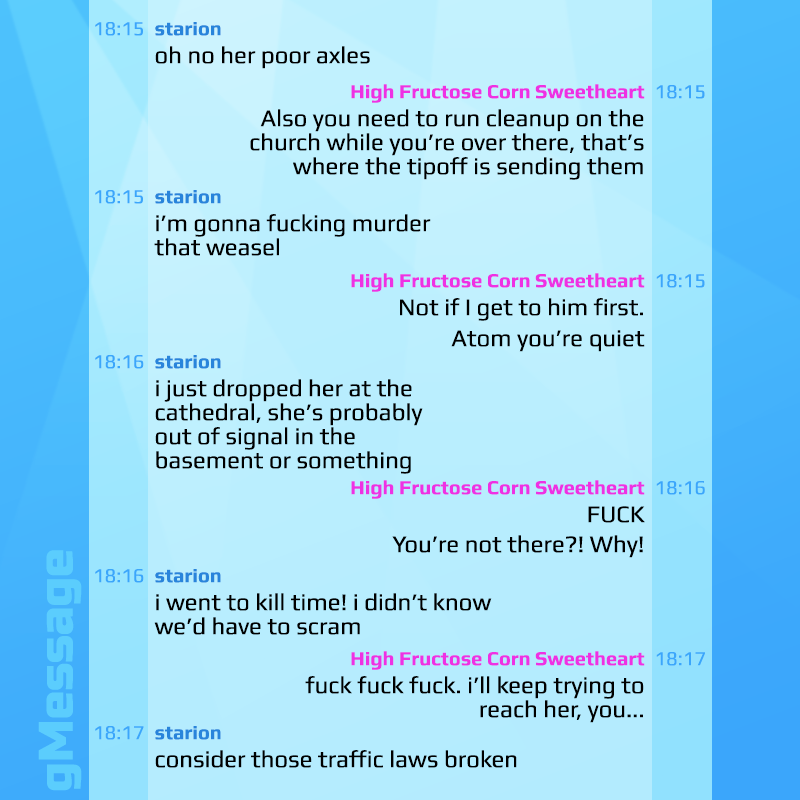 18:15 starion
oh no her poor axles
High Fructose Corn Sweetheart 18:15
Also you need to run cleanup on the
church while you’re over there, that’s
where the tipoff is sending them
18:15 starion
i’m gonna fucking murder
that weasel
High Fructose Corn Sweetheart 18:15
Not if I get to him first.
Atom you’re quiet
18:16 starion
i just dropped her at the
cathedral, she’s probably
out of signal in the
basement or something
High Fructose Corn Sweetheart 18:16
FUCK
You’re not there?! Why!
18:16 starion
i went to kill time! i didn’t know
we’d have to scram
High Fructose Corn Sweetheart 18:17
fuck fuck fuck. i’ll keep trying to
reach her, you...
18:17 starion
consider those traffic laws broken
gMessage